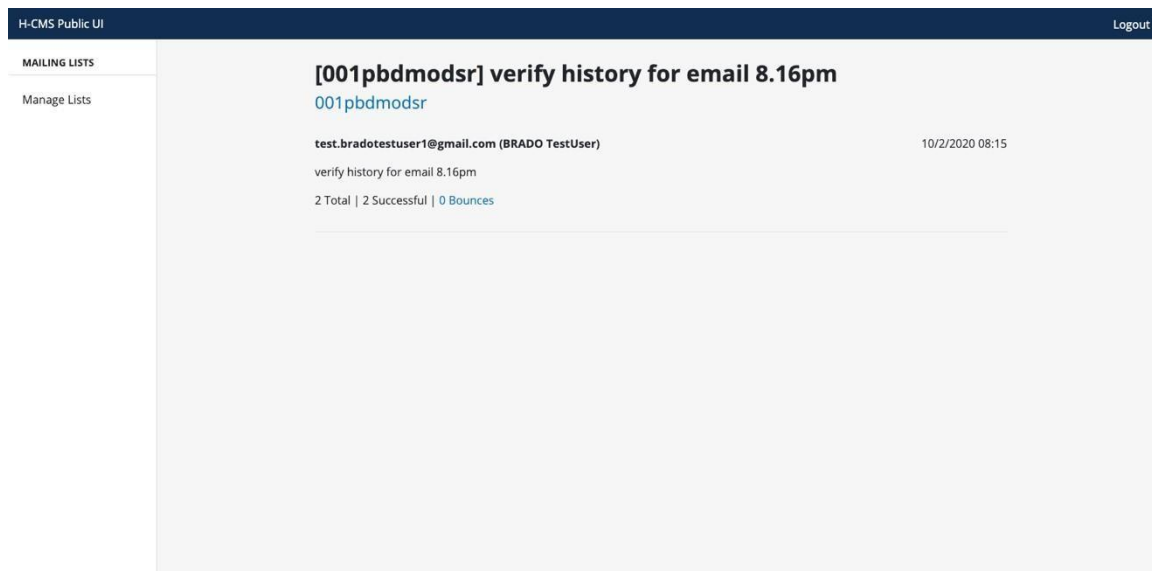 H-CMS Public UI
Logout
MAILING LISTS
Manage Lists
[001pbdmodsr] verify history for email 8.16pm
001pbdmodsr
test.bradotestuser1@gmail.com (BRADO TestUser)
10/2/2020 08:15
verify history for email 8.16pm
2 Total | 2 Successful | 0 Bounces